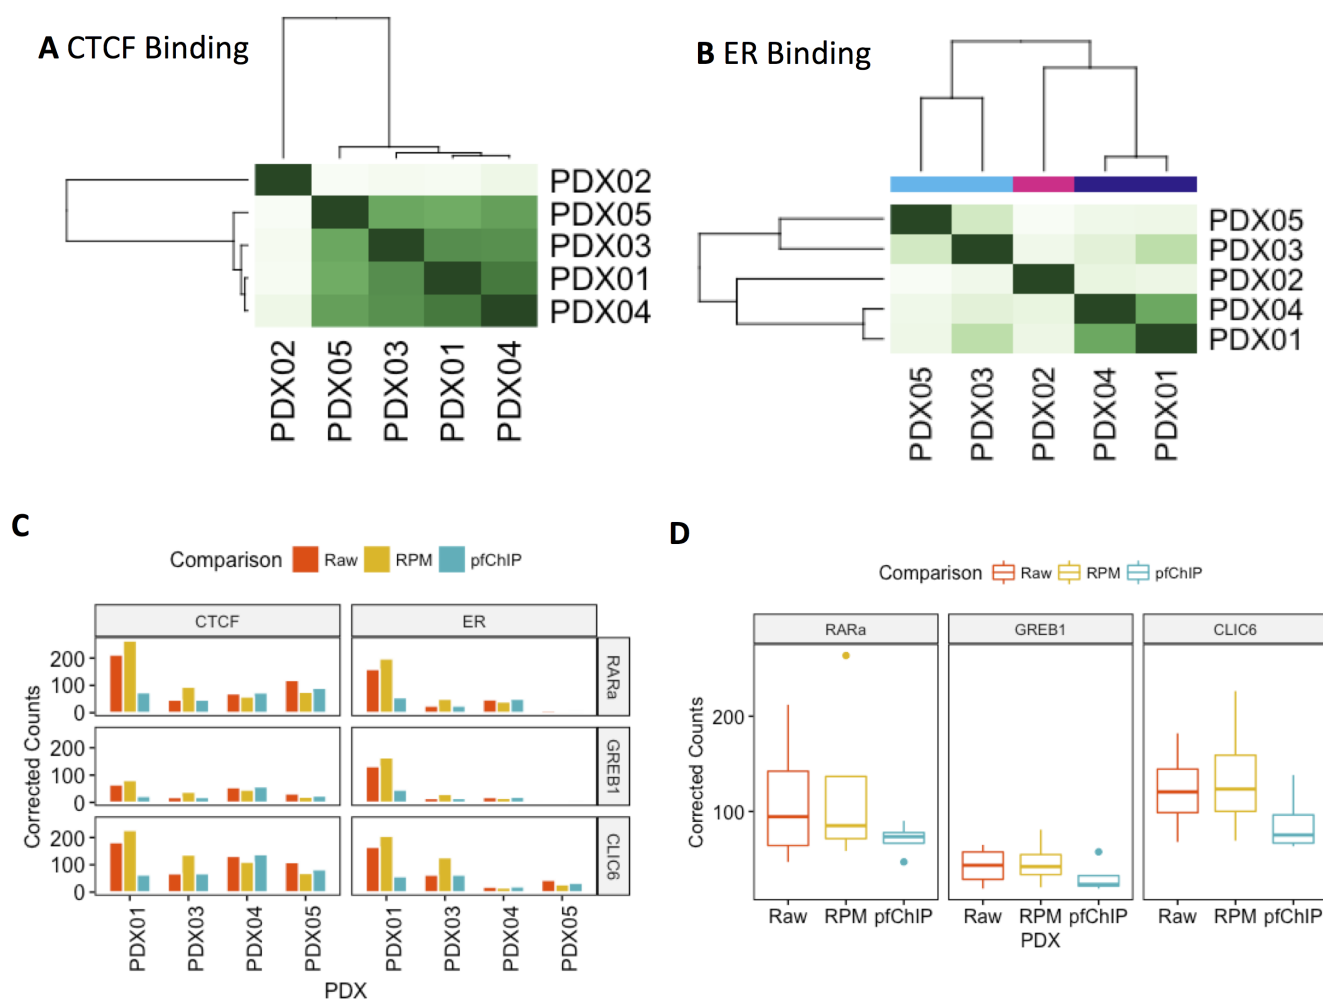 A CTCF Binding
PDX02
PDX05
PDX03
PDX01
PDX04
PDX02 PDX05 PDX03 PDX01 PDX04
B ER Binding
PDX05
PDX03
PDX02
PDX04
PDX01
PDX05 PDX03 PDX02 PDX04 PDX01
C
Comparison Raw RPM pfChIP
CTCF ER
Corrected Counts
200
100
0
RARa
200
100
0
GREB1
200
100
0
CLIC6
PDX01 PDX03 PDX04 PDX05 PDX01 PDX03 PDX04 PDX05
PDX
D
Comparison Raw RPM pfChIP
RARa GREB1 CLIC6
Corrected Counts
200
100
Raw RPM pfChIP Raw RPM pfChIP Raw RPM pfChIP
PDX